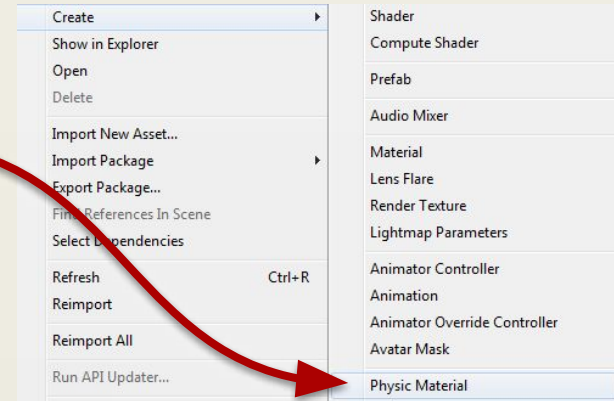 Create
Show in Explorer
Open
Delete
Import New Asset...
Import Package
Export Package...
Find References In Scene
Select Dependencies
Refresh Ctrl+R
Reimport
Reimport All
Run API Updater...
Shader
Compute Shader
Prefab
Audio Mixer
Material
Lens Flare
Render Texture
Lightmap Parameters
Animator Controller
Animation
Animator Override Controller
Avatar Mask
Physic Material